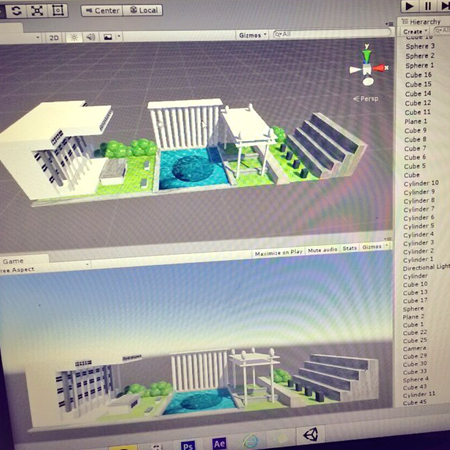 Center
Local
2D
Gizmos
All
y
x
Persp
Game
Free Aspect
Maximize on Play
Mute audio
Stats
Gizmos
Ps
Ae
Hierarchy
Create
All
Cube 18
Sphere 3
Sphere 2
Sphere 1
Cube 16
Cube 15
Cube 14
Cube 12
Cube 11
Plane 1
Cube 9
Cube 8
Cube 7
Cube 6
Cube 5
Cube
Cylinder 10
Cylinder 9
Cylinder 8
Cylinder 7
Cylinder 6
Cylinder 5
Cylinder 4
Cylinder 3
Cylinder 2
Cylinder 1
Directional Light
Cylinder
Cube 10
Cube 13
Cube 17
Sphere
Plane 2
Cube 1
Cube 22
Cube 25
Camera
Cube 29
Cube 30
Cube 33
Sphere 4
Cube 43
Cylinder 11
Cube 45